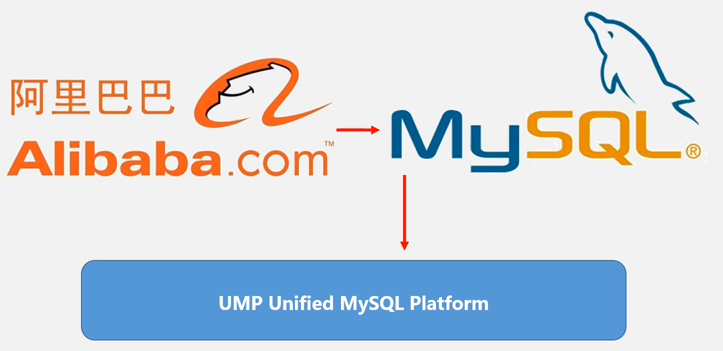 阿里巴巴
Alibaba.com™
MySQL®
UMP Unified MySQL Platform